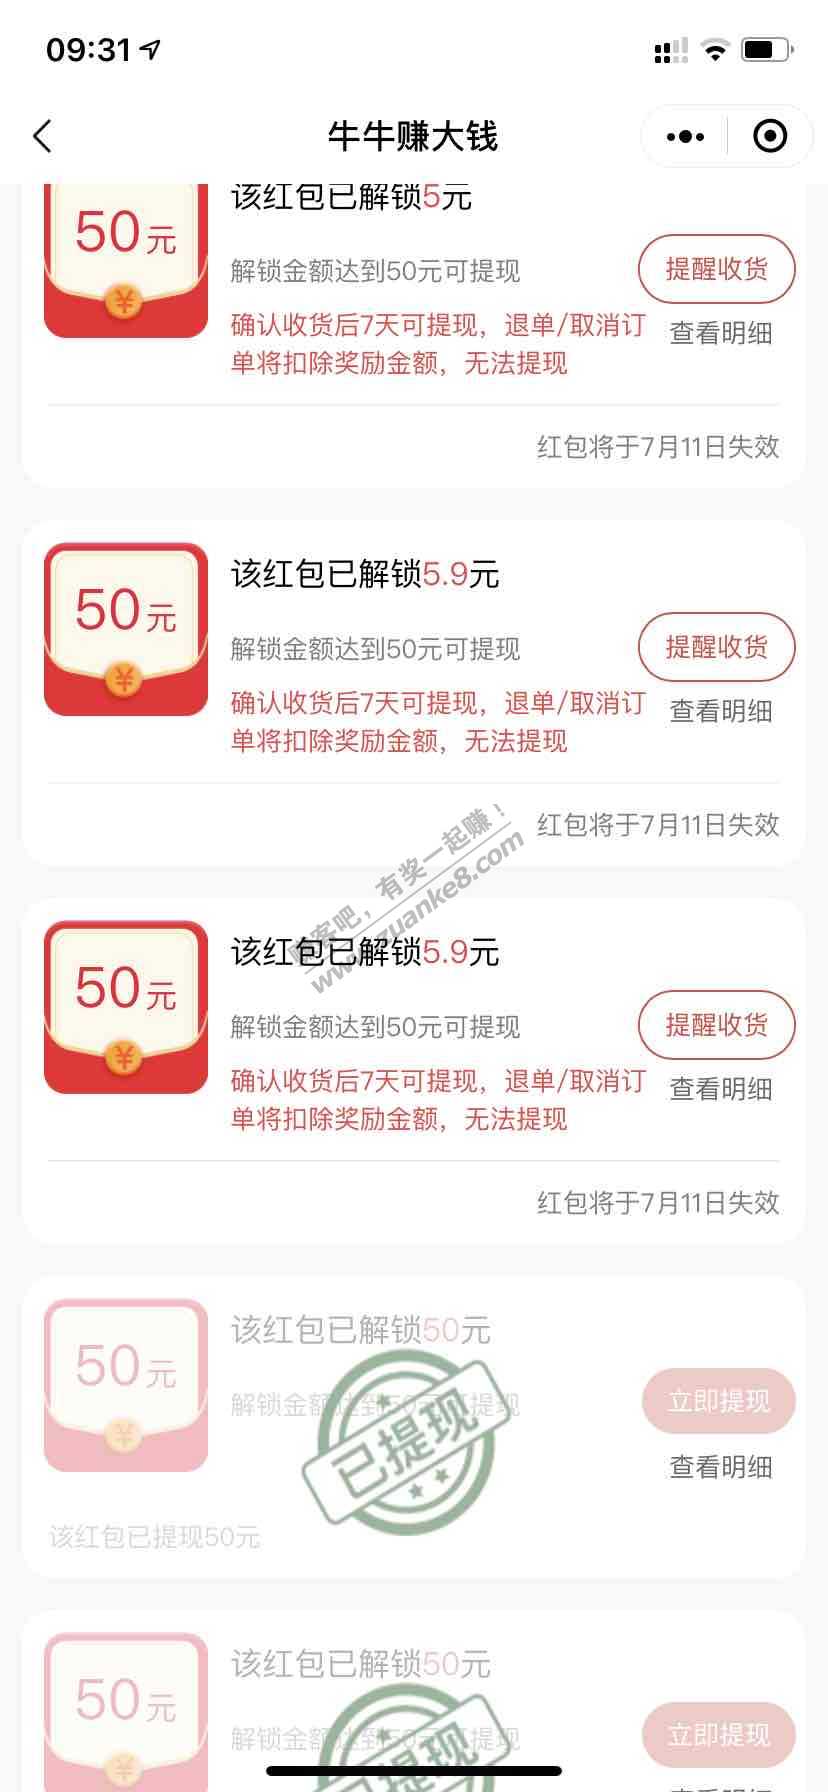 09:31
牛牛赚大钱
50元
该红包已解锁5元
解锁金额达到50元可提现
提醒收货
确认收货后7天可提现，退单/取消订
单将扣除奖励金额，无法提现
查看明细
红包将于7月11日失效
50元
该红包已解锁5.9元
解锁金额达到50元可提现
提醒收货
确认收货后7天可提现，退单/取消订
单将扣除奖励金额，无法提现
查看明细
红包将于7月11日失效
赚客吧，有奖一起赚！
www.zuanke8.com
50元
该红包已解锁5.9元
解锁金额达到50元可提现
提醒收货
确认收货后7天可提现，退单/取消订
单将扣除奖励金额，无法提现
查看明细
红包将于7月11日失效
50元
该红包已解锁50元
解锁金额达到50元可提现
已提现
立即提现
查看明细
该红包已提现50元
50元
该红包已解锁50元
解锁金额达到50元可提现
已提现
立即提现